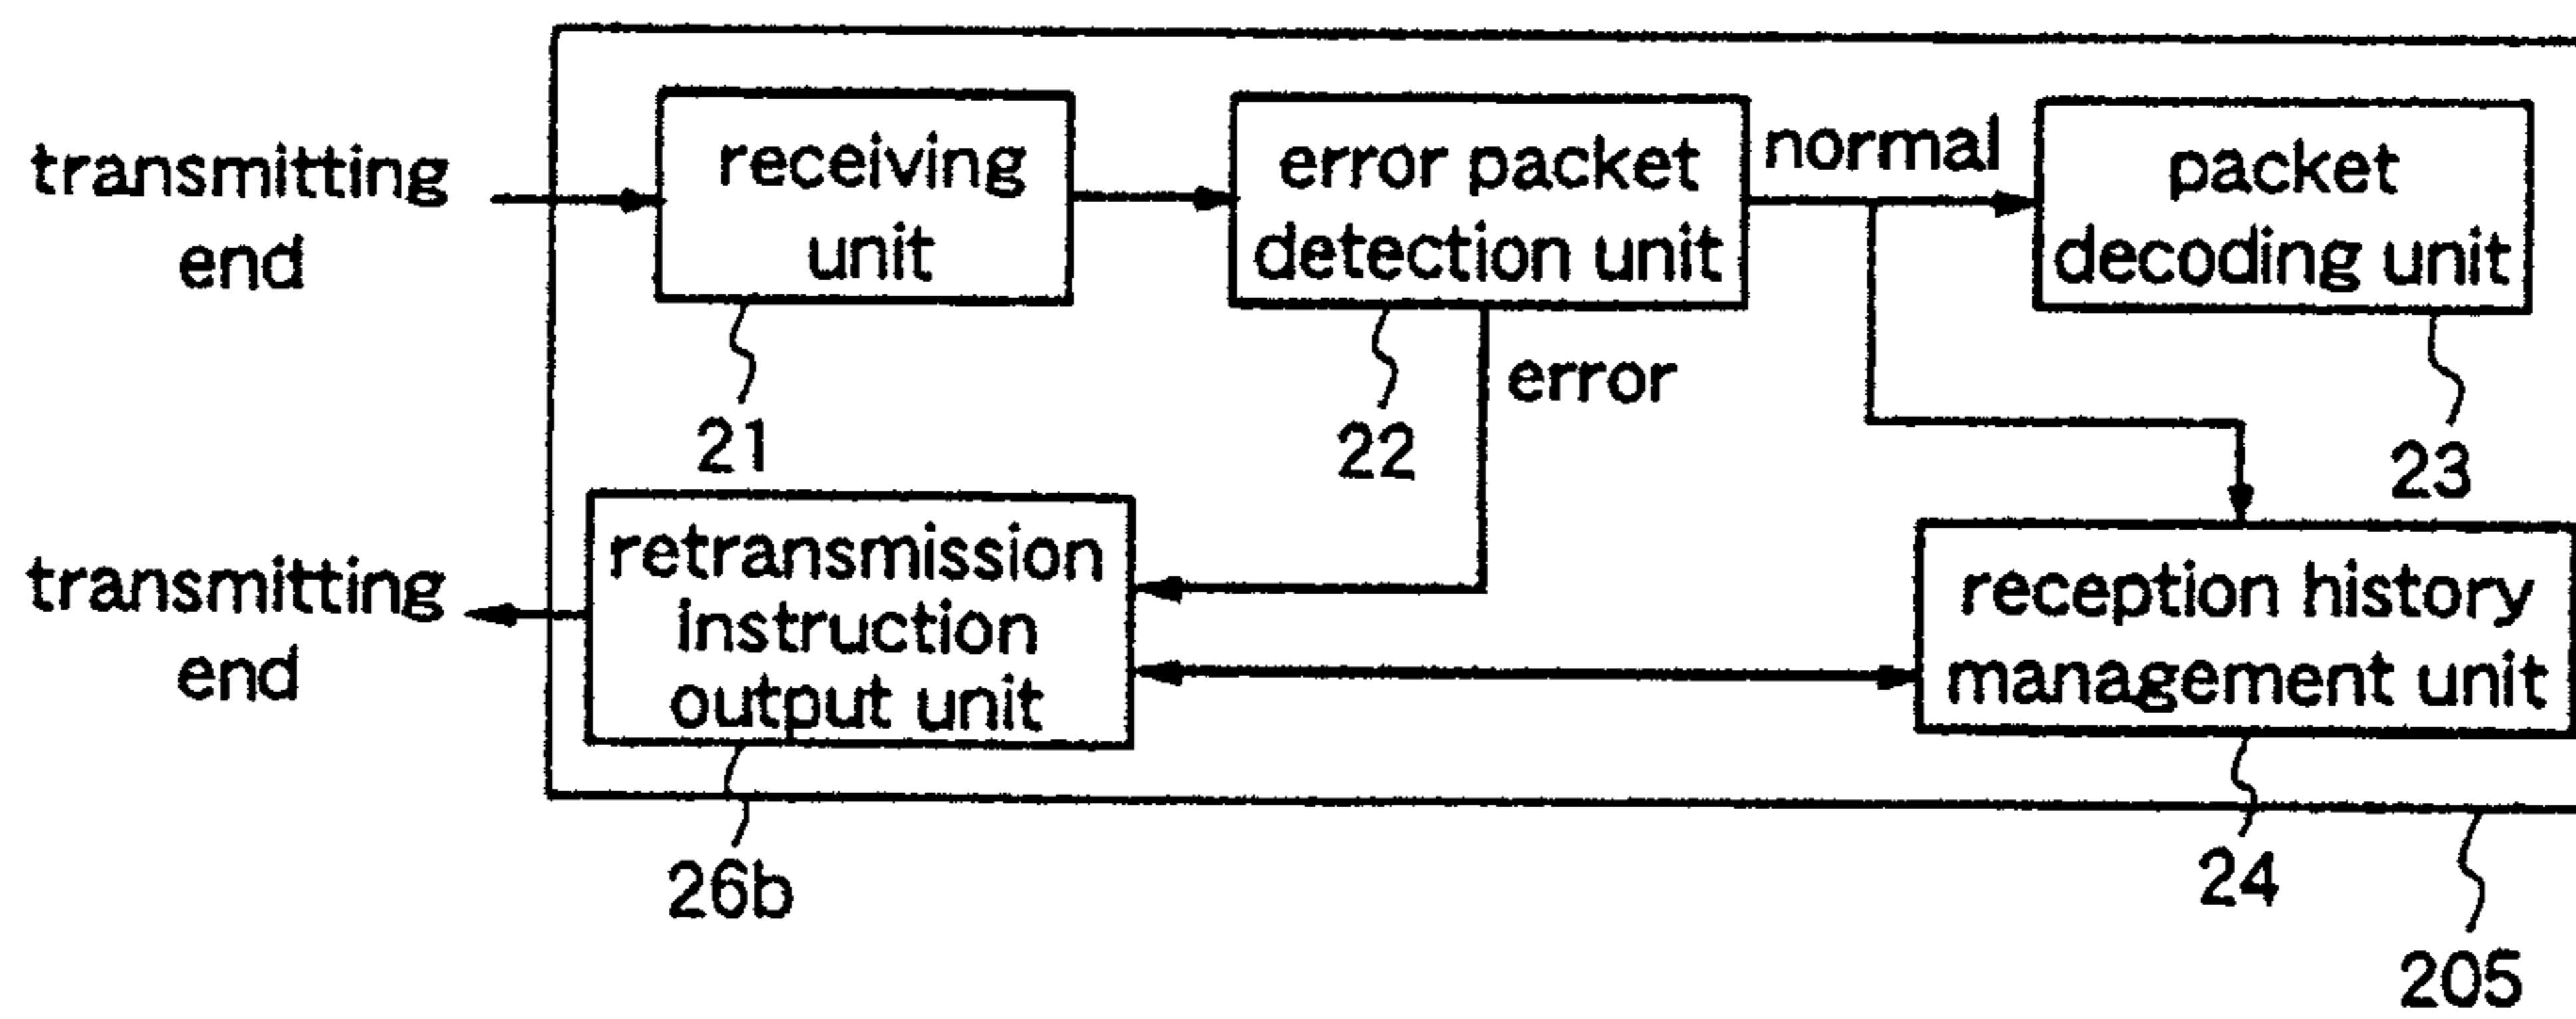 transmitting
end
receiving
unit
error packet
detection unit
normal
packet
decoding unit
21
22
error
23
transmitting
end
retransmission
instruction
output unit
reception history
management unit
26b
24
205